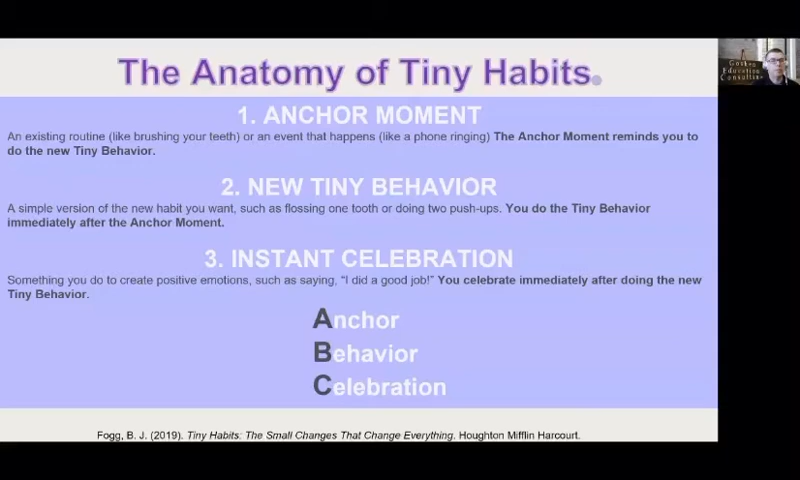 The Anatomy of Tiny Habits.
1. ANCHOR MOMENT
An existing routine (like brushing your teeth) or an event that happens (like a phone ringing) The Anchor Moment reminds you to
do the new Tiny Behavior.
2. NEW TINY BEHAVIOR
A simple version of the new habit you want, such as flossing one tooth or doing two push-ups. You do the Tiny Behavior
immediately after the Anchor Moment.
3. INSTANT CELEBRATION
Something you do to create positive emotions, such as saying, “I did a good job!” You celebrate immediately after doing the new
Tiny Behavior.
Anchor
Behavior
Celebration
Fogg, B. J. (2019). Tiny Habits: The Small Changes That Change Everything. Houghton Mifflin Harcourt.
Education